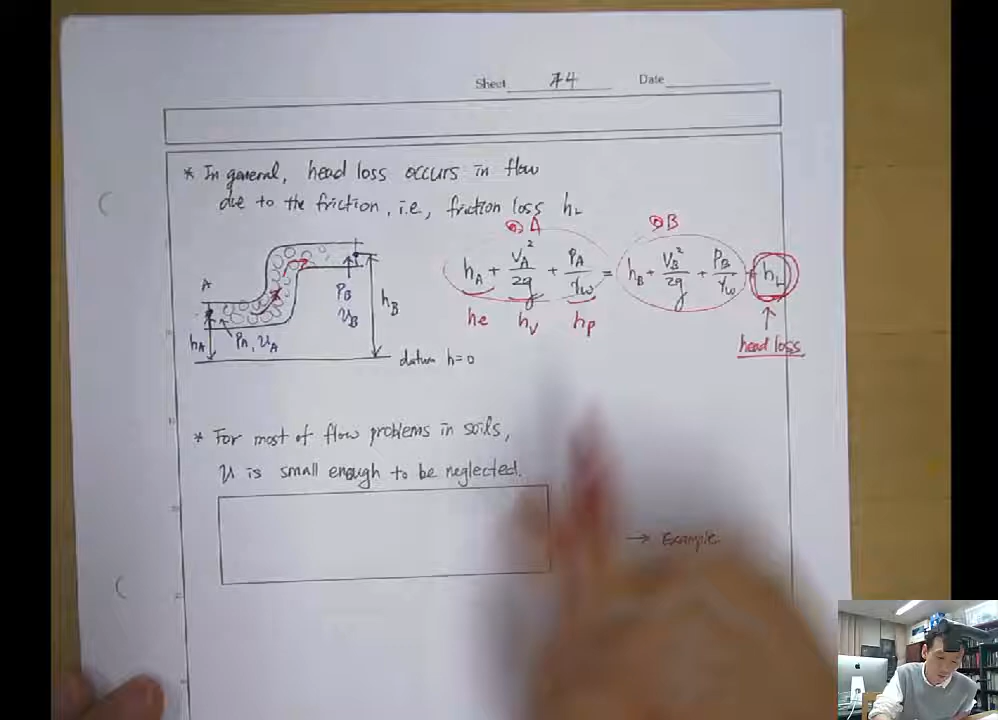 Sheet 74 Date
* In general, head loss occurs in flow
due to the friction, i.e., friction loss hL
@ A
@ B
hA + vA²/2g + PA/γw = hB + vB²/2g + PB/γw + hL
he hv hp
head loss
A
hA
PA, vA
PB
vB
hB
datum h=0
* For most of flow problems in soils,
v is small enough to be neglected.
→ Example